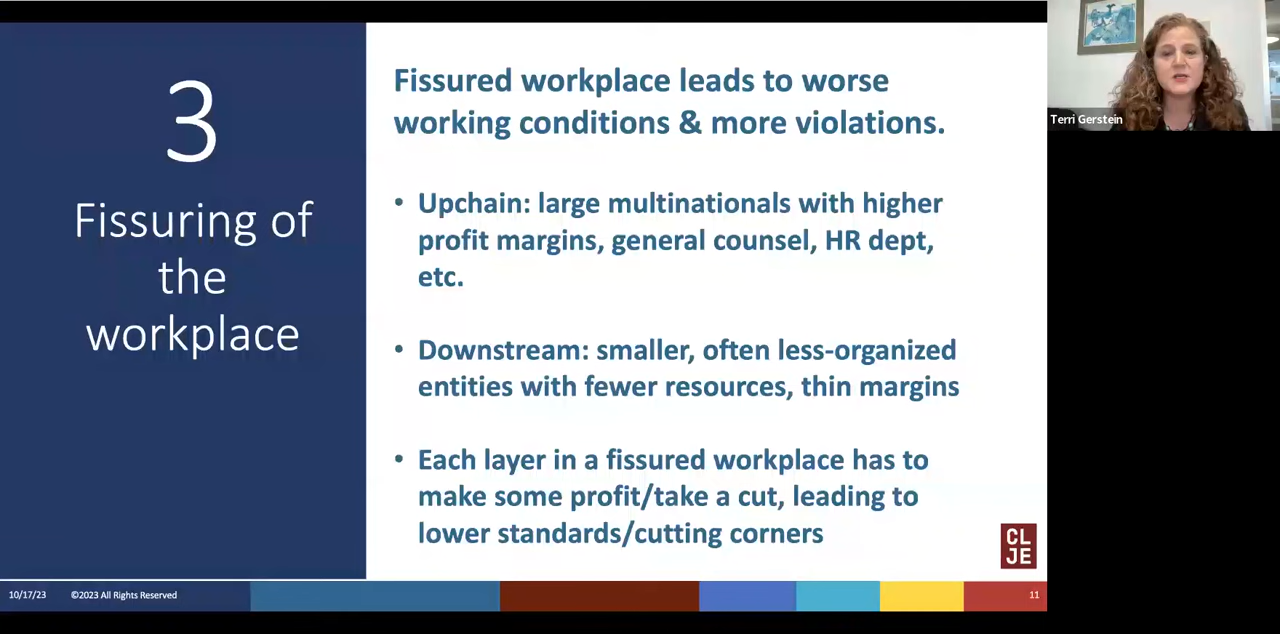 3
Fissuring of
the
workplace
Fissured workplace leads to worse
working conditions & more violations.
• Upchain: large multinationals with higher
profit margins, general counsel, HR dept,
etc.
• Downstream: smaller, often less-organized
entities with fewer resources, thin margins
• Each layer in a fissured workplace has to
make some profit/take a cut, leading to
lower standards/cutting corners
CL
JE
10/17/23 ©2023 All Rights Reserved 11
Terri Gerstein